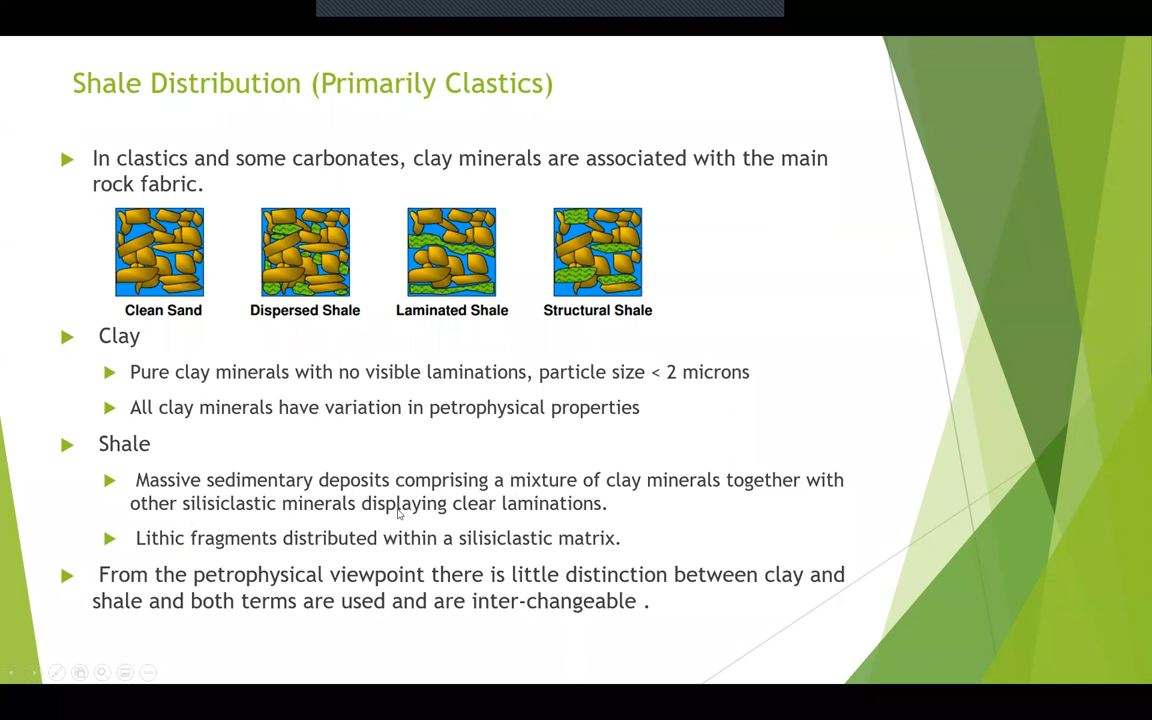 Shale Distribution (Primarily Clastics)
In clastics and some carbonates, clay minerals are associated with the main
rock fabric.
Clean Sand
Dispersed Shale
Laminated Shale
Structural Shale
Clay
Pure clay minerals with no visible laminations, particle size < 2 microns
All clay minerals have variation in petrophysical properties
Shale
Massive sedimentary deposits comprising a mixture of clay minerals together with
other silisiclastic minerals displaying clear laminations.
Lithic fragments distributed within a silisiclastic matrix.
From the petrophysical viewpoint there is little distinction between clay and
shale and both terms are used and are inter-changeable .